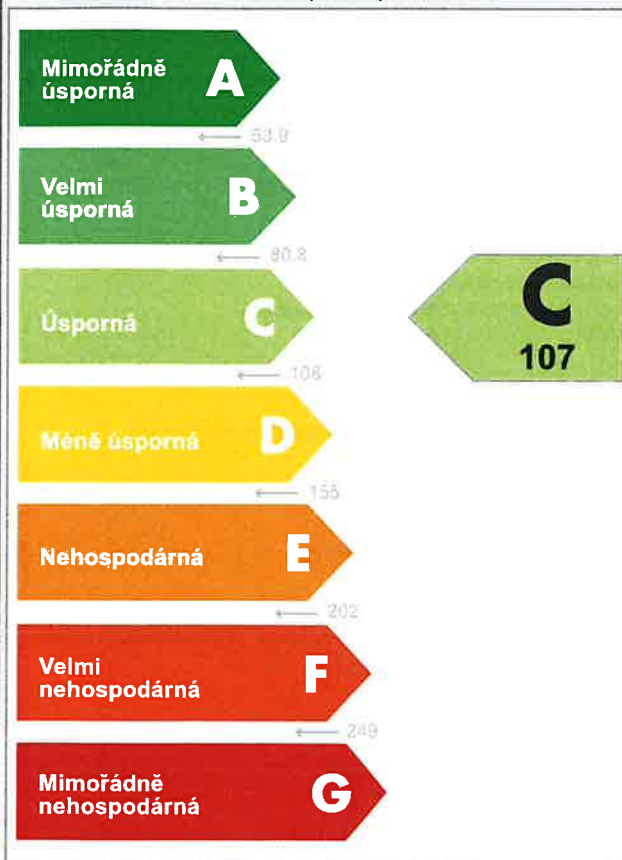 Mimořádně
úsporná
A
53.9
Velmi
úsporná
B
80.8
Úsporná
C
C
107
108
Méně úsporná
D
155
Nehospodárná
E
202
Velmi
nehospodárná
F
249
Mimořádně
nehospodárná
G